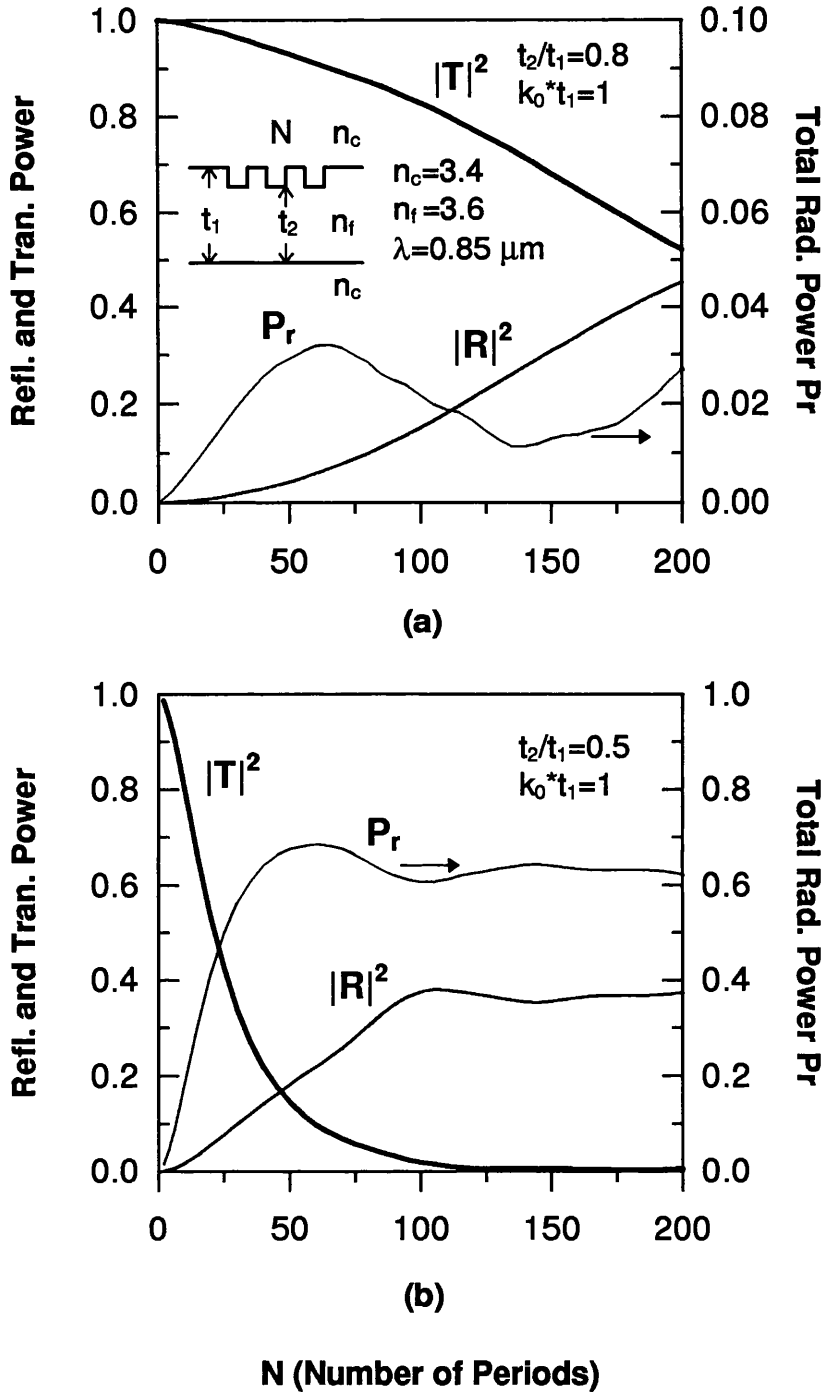 1.0
0.8
0.6
0.4
0.2
0.0
Refl. and Tran. Power
0.10
0.08
0.06
0.04
0.02
0.00
Total Rad. Power Pr
|T|²
t₂/t₁=0.8
k₀*t₁=1
N n_c
t₁ t₂ n_f
n_c
n_c=3.4
n_f=3.6
λ=0.85 μm
P_r
|R|²
0 50 100 150 200
(a)
1.0
0.8
0.6
0.4
0.2
0.0
Refl. and Tran. Power
1.0
0.8
0.6
0.4
0.2
0.0
Total Rad. Power Pr
|T|²
t₂/t₁=0.5
k₀*t₁=1
P_r
|R|²
0 50 100 150 200
(b)
N (Number of Periods)